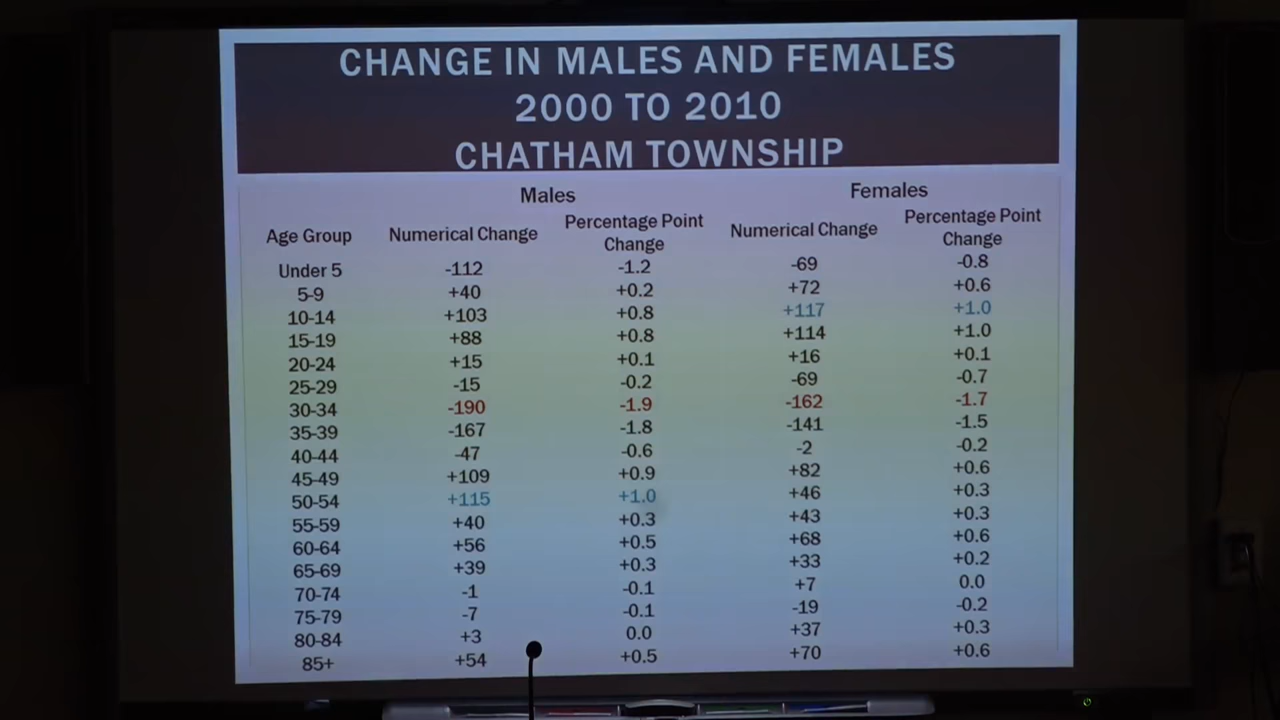 CHANGE IN MALES AND FEMALES
2000 TO 2010
CHATHAM TOWNSHIP
Males Females
Age Group Numerical Change Percentage Point Change Numerical Change Percentage Point Change
Under 5 -112 -1.2 -69 -0.8
5-9 +40 +0.2 +72 +0.6
10-14 +103 +0.8 +117 +1.0
15-19 +88 +0.8 +114 +1.0
20-24 +15 +0.1 +16 +0.1
25-29 -15 -0.2 -69 -0.7
30-34 -190 -1.9 -162 -1.7
35-39 -167 -1.8 -141 -1.5
40-44 -47 -0.6 -2 -0.2
45-49 +109 +0.9 +82 +0.6
50-54 +115 +1.0 +46 +0.3
55-59 +40 +0.3 +43 +0.3
60-64 +56 +0.5 +68 +0.6
65-69 +39 +0.3 +33 +0.2
70-74 -1 -0.1 +7 0.0
75-79 -7 -0.1 -19 -0.2
80-84 +3 0.0 +37 +0.3
85+ +54 +0.5 +70 +0.6